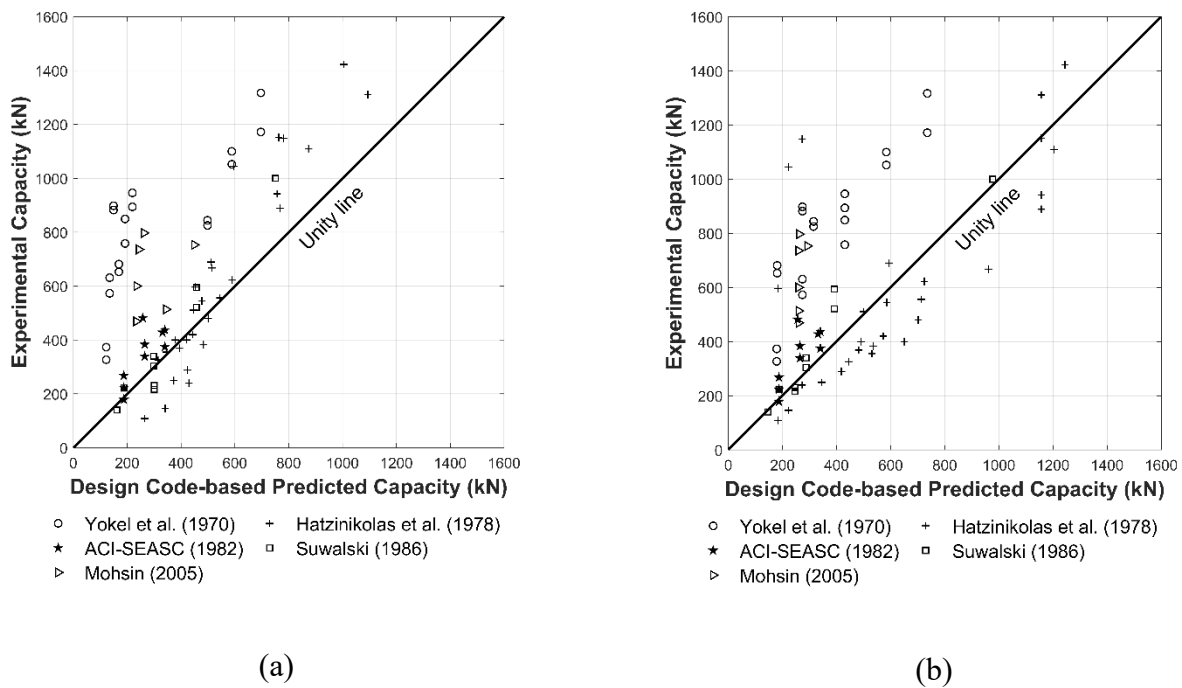 1600
1400
1200
1000
800
600
400
200
0
Experimental Capacity (kN)
Unity line
0 200 400 600 800 1000 1200 1400 1600
Design Code-based Predicted Capacity (kN)
Yokel et al. (1970) Hatzinikolas et al. (1978)
ACI-SEASC (1982) Suwalski (1986)
Mohsin (2005)
(a)
1600
1400
1200
1000
800
600
400
200
0
Experimental Capacity (kN)
Unity line
0 200 400 600 800 1000 1200 1400 1600
Design Code-based Predicted Capacity (kN)
Yokel et al. (1970) Hatzinikolas et al. (1978)
ACI-SEASC (1982) Suwalski (1986)
Mohsin (2005)
(b)